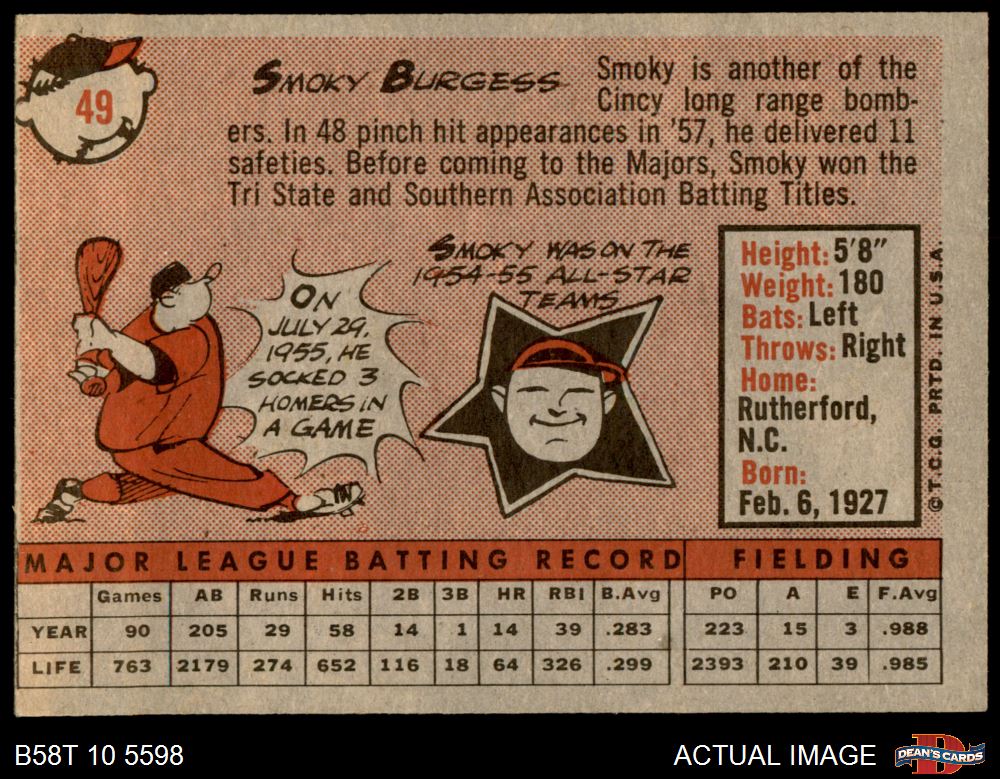 49
SMOKY BURGESS
Smoky is another of the
Cincy long range bomb-
ers. In 48 pinch hit appearances in '57, he delivered 11
safeties. Before coming to the Majors, Smoky won the
Tri State and Southern Association Batting Titles.
ON
JULY 29,
1955, HE
SOCKED 3
HOMERS IN
A GAME
SMOKY WAS ON THE
1954-55 ALL-STAR
TEAMS
Height: 5'8"
Weight: 180
Bats: Left
Throws: Right
Home:
Rutherford,
N.C.
Born:
Feb. 6, 1927
© T.C.G. PRTD. IN U.S.A.
MAJOR LEAGUE BATTING RECORD FIELDING
Games AB Runs Hits 2B 3B HR RBI B.Avg PO A E F.Avg
YEAR 90 205 29 58 14 1 14 39 .283 223 15 3 .988
LIFE 763 2179 274 652 116 18 64 326 .299 2393 210 39 .985
B58T 10 5598 ACTUAL IMAGE D DEAN'S CARDS